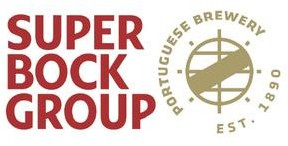 SUPER
BOCK
GROUP
PORTUGUESE BREWERY
EST. 1890